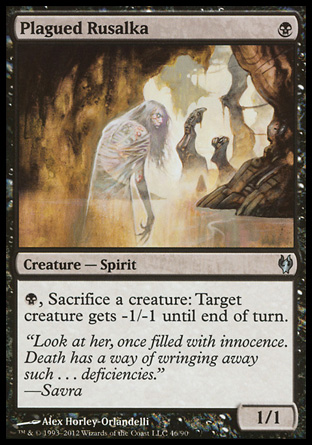 Plagued Rusalka
Creature — Spirit
, Sacrifice a creature: Target
creature gets -1/-1 until end of turn.
“Look at her, once filled with innocence.
Death has a way of wringing away
such . . . deficiencies.”
—Savra
Alex Horley-Orlandelli
™ & © 1993–2012 Wizards of the Coast LLC 46/90
1/1